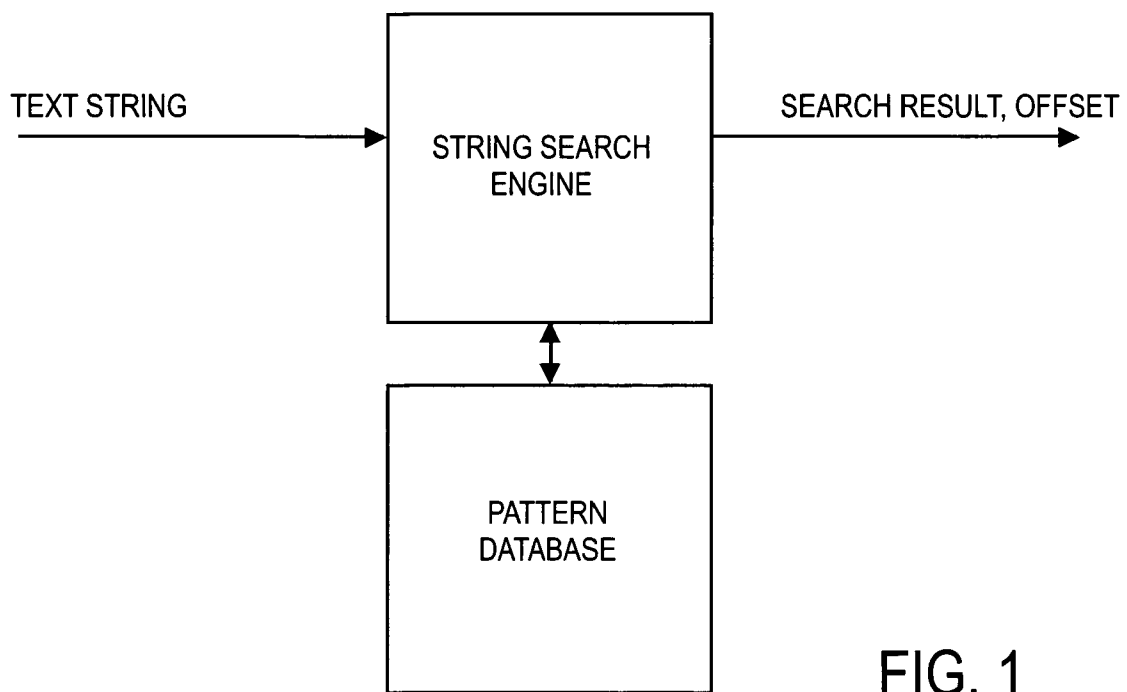 TEXT STRING
SEARCH RESULT, OFFSET
STRING SEARCH
ENGINE
PATTERN
DATABASE
FIG. 1